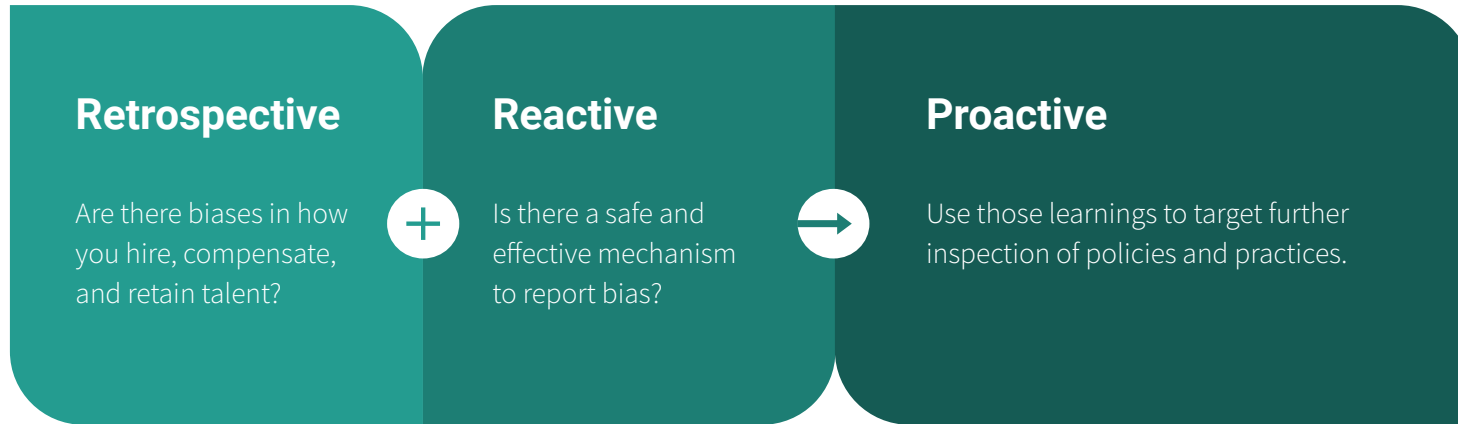 Retrospective
Are there biases in how
you hire, compensate,
and retain talent?
+
Reactive
Is there a safe and
effective mechanism
to report bias?
Proactive
Use those learnings to target further
inspection of policies and practices.